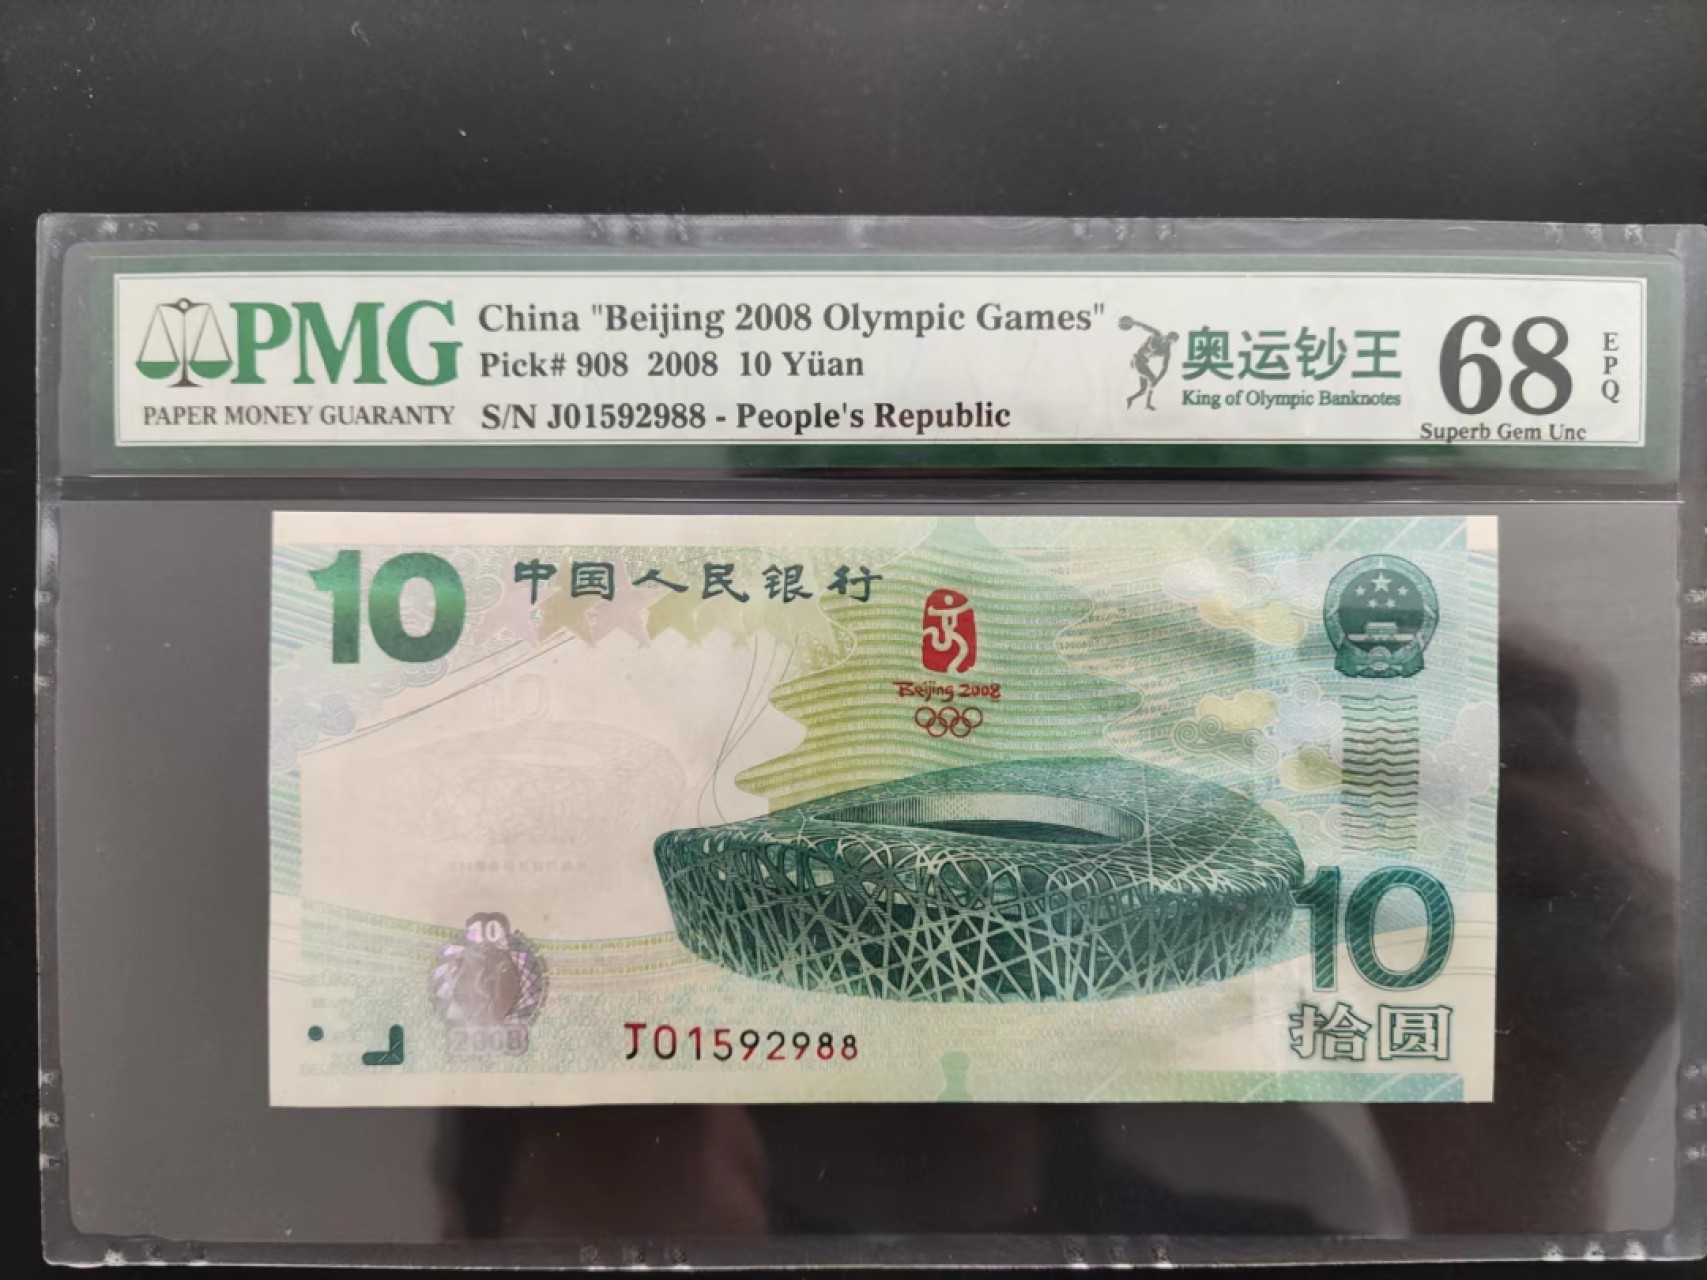 PMG
PAPER MONEY GUARANTY
China "Beijing 2008 Olympic Games"
Pick# 908 2008 10 Yüan
S/N J01592988 - People's Republic
奥运钞王
King of Olympic Banknotes
68
EPQ
Superb Gem Unc
10
中国人民银行
Beijing 2008
10
10
2008
J01592988
10
拾圆